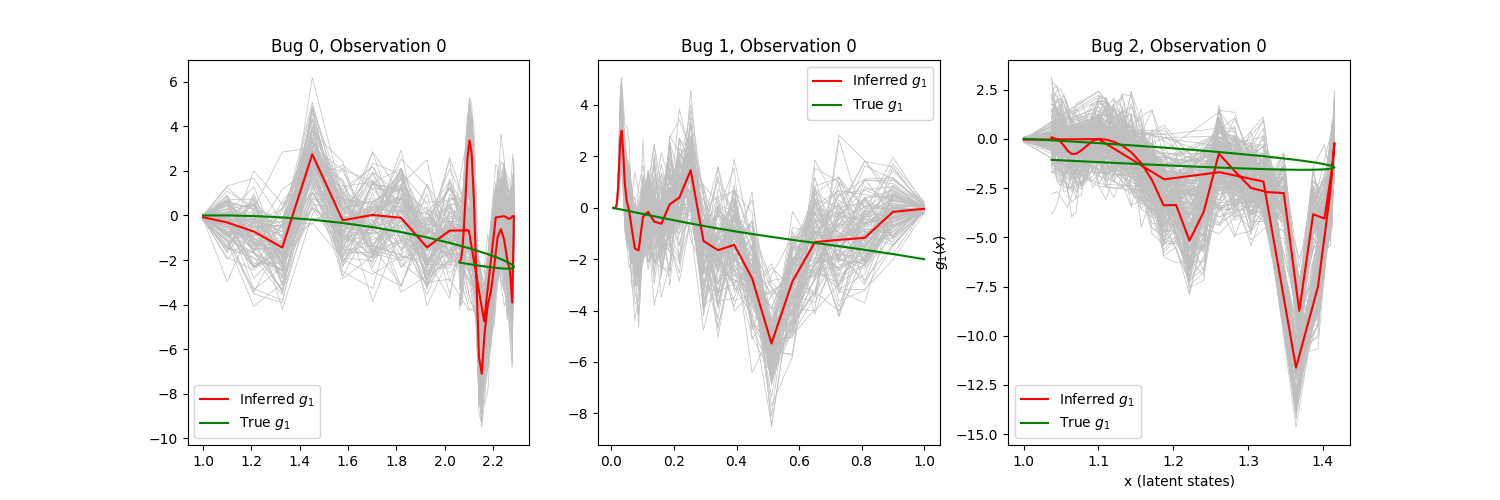 Bug 0, Observation 0
6
4
2
0
−2
−4
−6
−8
−10
1.0 1.2 1.4 1.6 1.8 2.0 2.2
Inferred g₁
True g₁
Bug 1, Observation 0
4
2
0
−2
−4
−6
−8
0.0 0.2 0.4 0.6 0.8 1.0
Inferred g₁
True g₁
Bug 2, Observation 0
g₁(x)
2.5
0.0
−2.5
−5.0
−7.5
−10.0
−12.5
−15.0
1.0 1.1 1.2 1.3 1.4
x (latent states)
Inferred g₁
True g₁